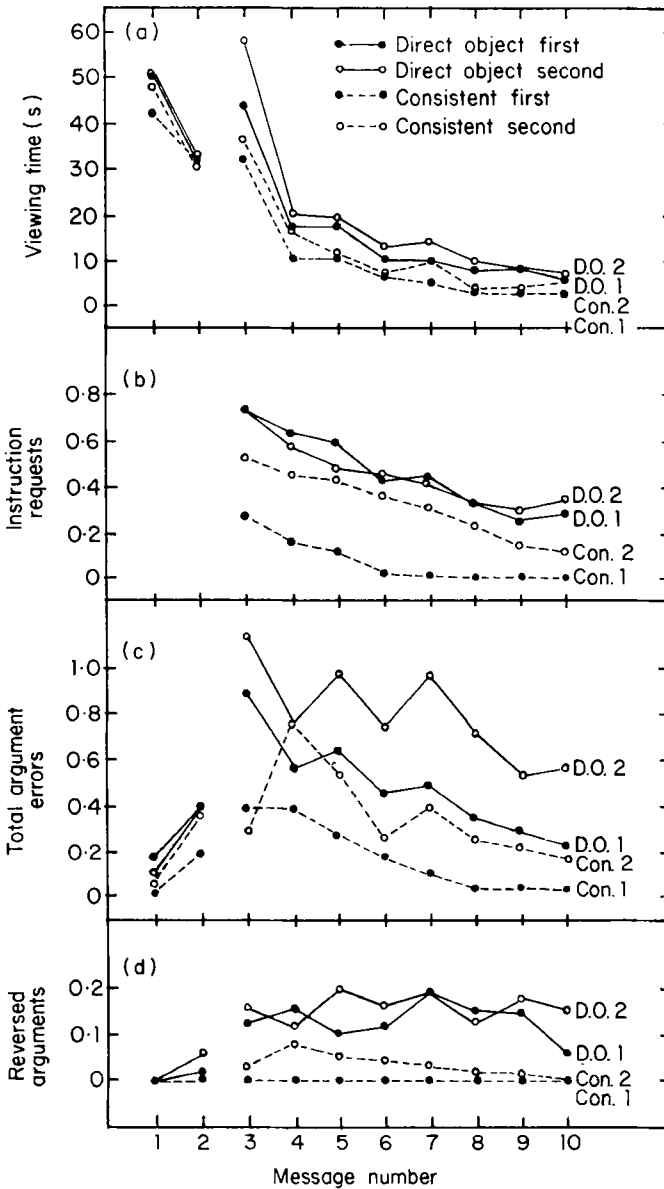 (a)
Direct object first
Direct object second
Consistent first
Consistent second
Viewing time (s)
60
50
40
30
20
10
0
D.O. 2
D.O. 1
Con. 2
Con. 1
(b)
Instruction
requests
0·8
0·6
0·4
0·2
0
D.O. 2
D.O. 1
Con. 2
Con. 1
(c)
Total argument
errors
1·0
0·8
0·6
0·4
0·2
0
D.O. 2
D.O. 1
Con. 2
Con. 1
(d)
Reversed
arguments
0·2
0·1
0
D.O. 2
D.O. 1
Con. 2
Con. 1
1 2 3 4 5 6 7 8 9 10
Message number